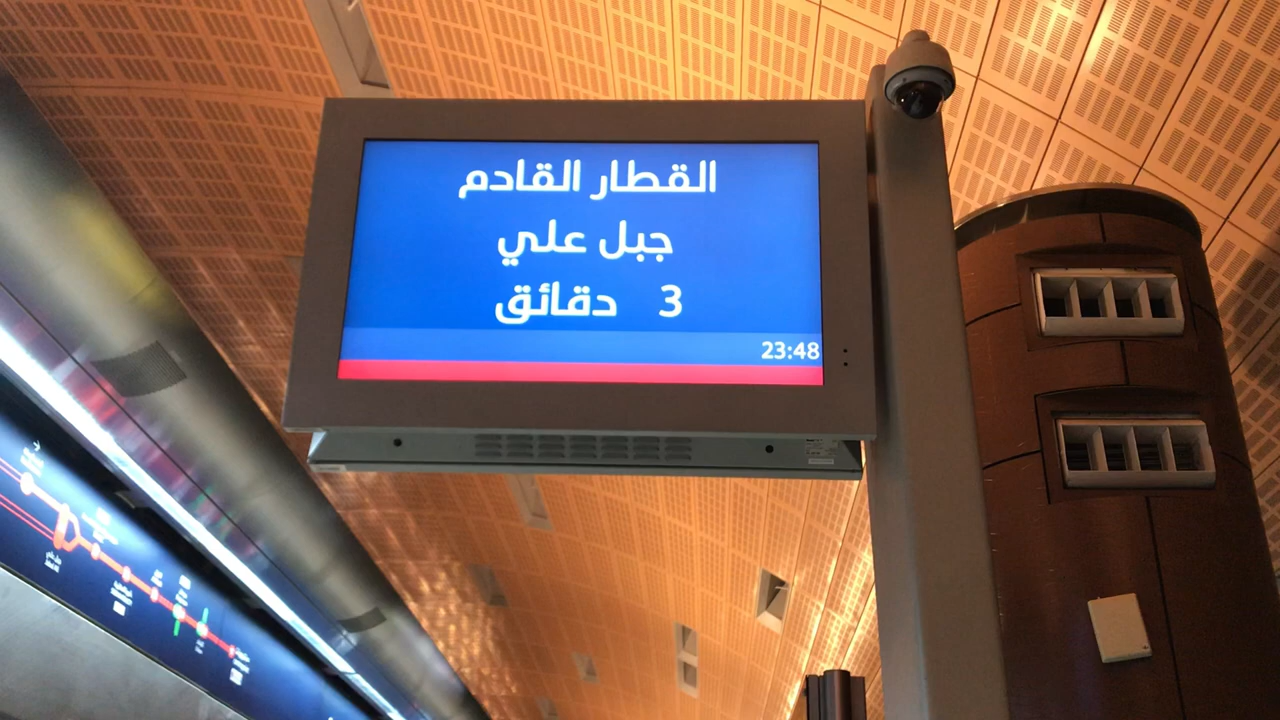 القطار القادم
جبل علي
3 دقائق
23:48